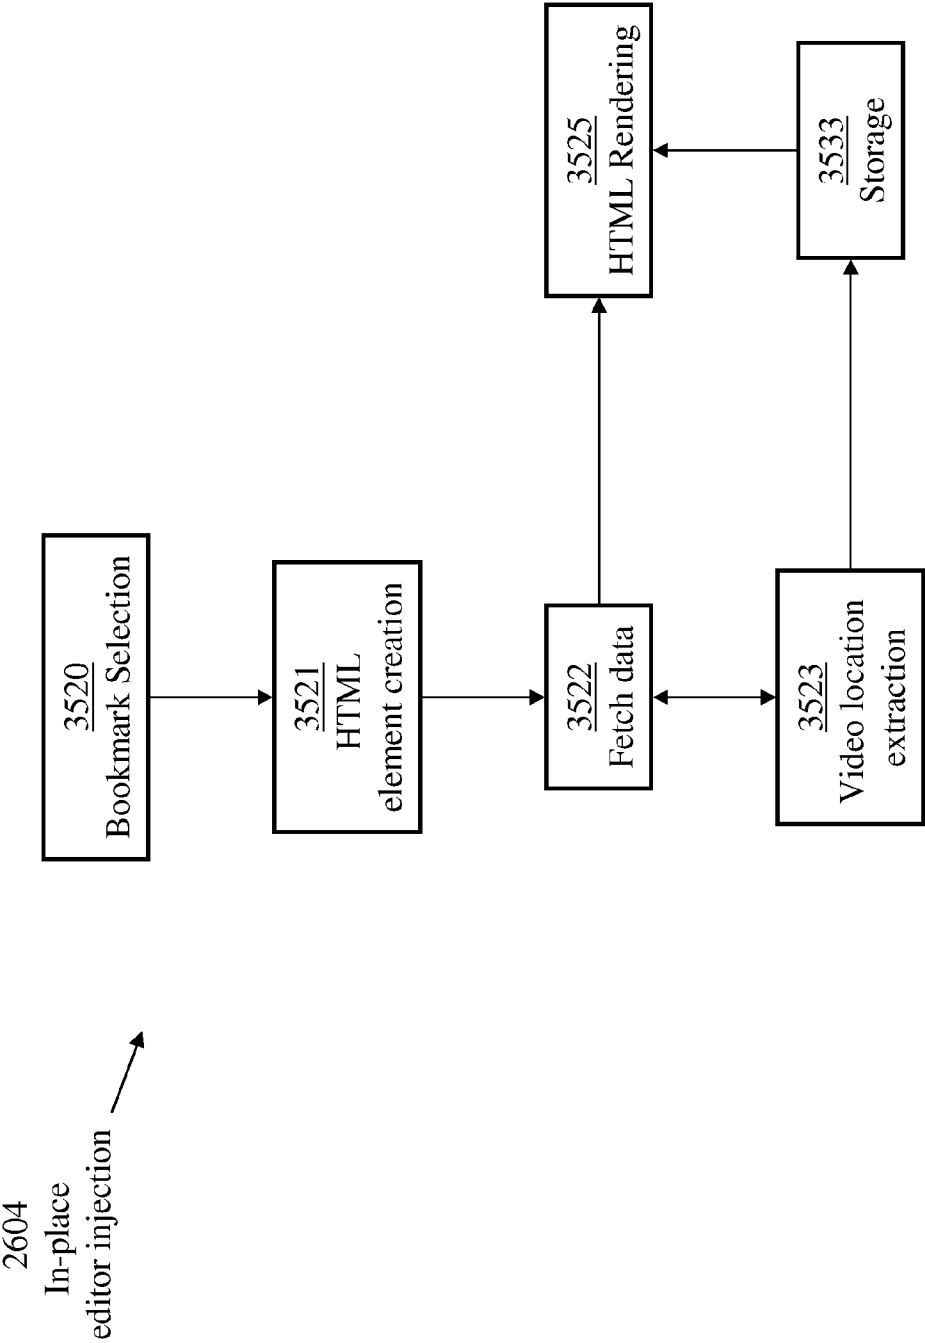 2604
In-place
editor injection
3520
Bookmark Selection
3521
HTML
element creation
3522
Fetch data
3523
Video location
extraction
3525
HTML Rendering
3533
Storage